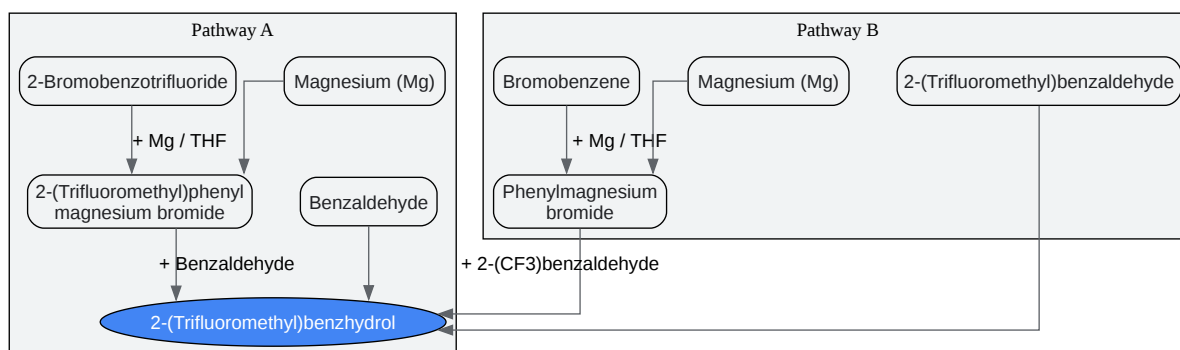 Pathway A
Pathway B
2-Bromobenzotrifluoride
Magnesium (Mg)
Bromobenzene
Magnesium (Mg)
2-(Trifluoromethyl)benzaldehyde
+ Mg / THF
+ Mg / THF
2-(Trifluoromethyl)phenyl
magnesium bromide
Benzaldehyde
Phenylmagnesium
bromide
+ Benzaldehyde
+ 2-(CF3)benzaldehyde
2-(Trifluoromethyl)benzhydrol